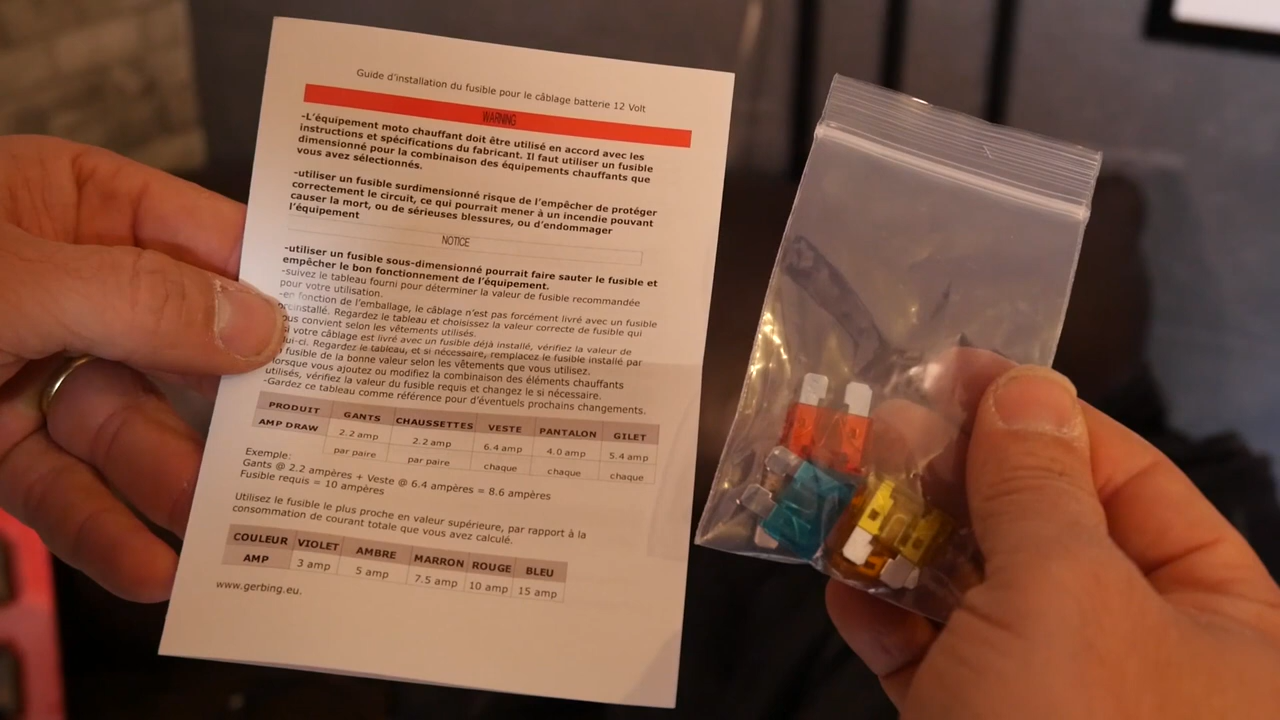 Guide d'installation du fusible pour le câblage batterie 12 Volt
WARNING
-L'équipement moto chauffant doit être utilisé en accord avec les
instructions et spécifications du fabricant. Il faut utiliser un fusible
dimensionné pour la combinaison des équipements chauffants que
vous avez sélectionnés.
-utiliser un fusible surdimensionné risque de l'empêcher de protéger
correctement le circuit, ce qui pourrait mener à un incendie pouvant
causer la mort, ou de sérieuses blessures, ou d'endommager
l'équipement
NOTICE
-utiliser un fusible sous-dimensionné pourrait faire sauter le fusible et
empêcher le bon fonctionnement de l'équipement.
-suivez le tableau fourni pour déterminer la valeur de fusible recommandée
pour votre utilisation.
-en fonction de l'emballage, le câblage n'est pas forcément livré avec un fusible
preinstallé. Regardez le tableau et choisissez la valeur correcte de fusible qui
convient selon les vêtements utilisés.
votre câblage est livré avec un fusible déjà installé, vérifiez la valeur de
Regardez le tableau, et si nécessaire, remplacez le fusible installé par
fusible de la bonne valeur selon les vêtements que vous utilisez.
lorsque vous ajoutez ou modifiez la combinaison des éléments chauffants
utilisés, vérifiez la valeur du fusible requis et changez le si nécessaire.
-Gardez ce tableau comme référence pour d'éventuels prochains changements.
PRODUIT GANTS CHAUSSETTES VESTE PANTALON GILET
AMP DRAW 2.2 amp 2.2 amp 6.4 amp 4.0 amp 5.4 amp
par paire par paire chaque chaque chaque
Exemple:
Gants @ 2.2 ampères + Veste @ 6.4 ampères = 8.6 ampères
Fusible requis = 10 ampères
Utilisez le fusible le plus proche en valeur supérieure, par rapport à la
consommation de courant totale que vous avez calculé.
COULEUR VIOLET AMBRE MARRON ROUGE BLEU
AMP 3 amp 5 amp 7.5 amp 10 amp 15 amp
www.gerbing.eu.